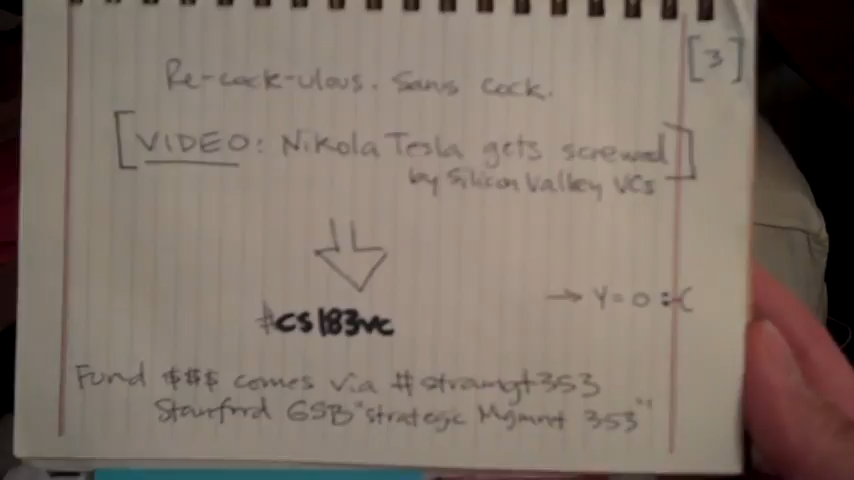 [3]
Re-cock-ulous. Sans cock.
[VIDEO: Nikola Tesla gets screwed]
by Silicon Valley VCs
#CS183VC
→ Y=0 :-(
Fund $$$ comes via #stramgt353
Stanford GSB "Strategic Mgmnt 353"